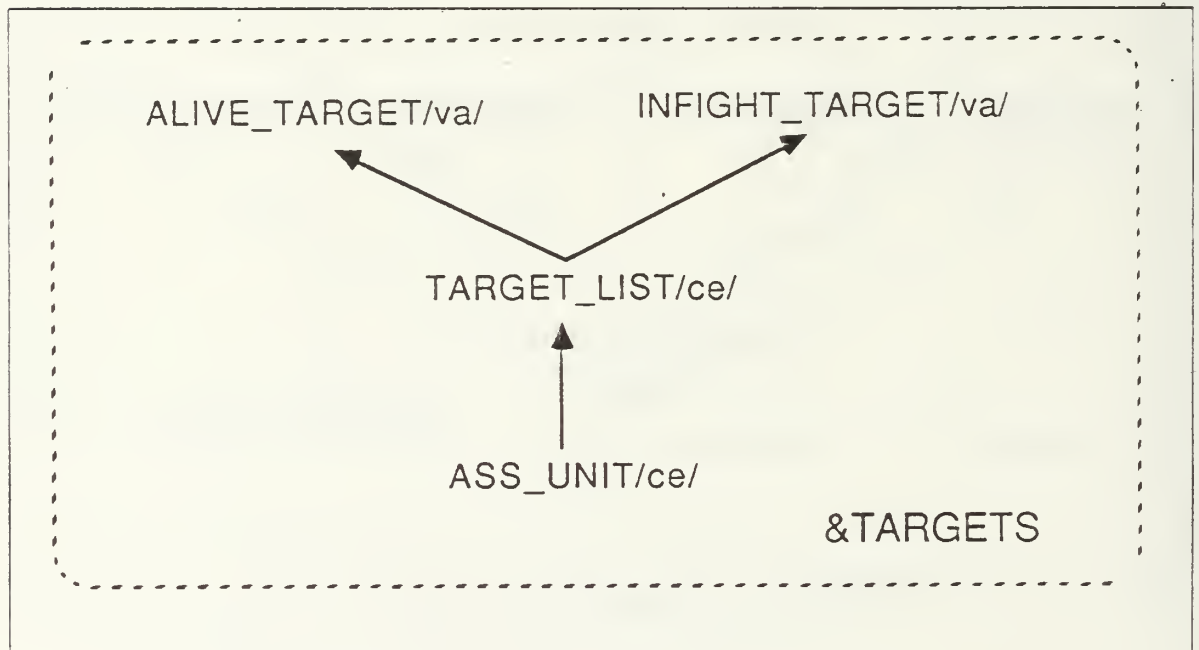 ALIVE_TARGET/va/
INFIGHT_TARGET/va/
TARGET_LIST/ce/
ASS_UNIT/ce/
&TARGETS